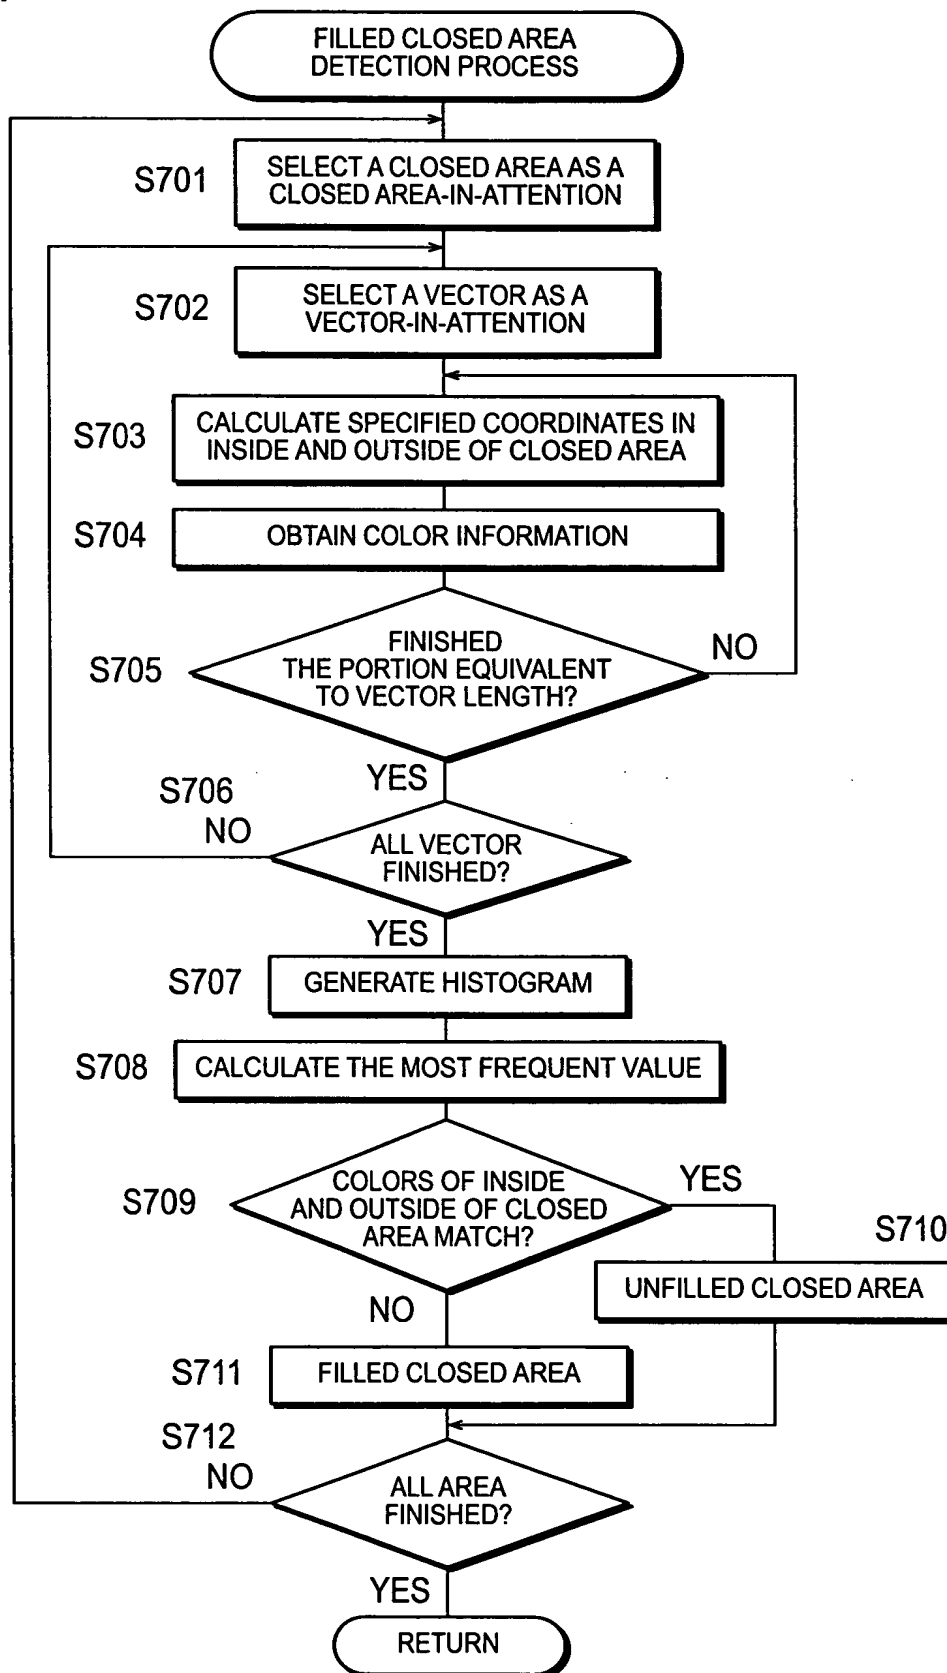 FILLED CLOSED AREA
DETECTION PROCESS
S701
SELECT A CLOSED AREA AS A
CLOSED AREA-IN-ATTENTION
S702
SELECT A VECTOR AS A
VECTOR-IN-ATTENTION
S703
CALCULATE SPECIFIED COORDINATES IN
INSIDE AND OUTSIDE OF CLOSED AREA
S704
OBTAIN COLOR INFORMATION
S705
FINISHED
THE PORTION EQUIVALENT
TO VECTOR LENGTH?
NO
YES
S706
NO
ALL VECTOR
FINISHED?
YES
S707
GENERATE HISTOGRAM
S708
CALCULATE THE MOST FREQUENT VALUE
S709
COLORS OF INSIDE
AND OUTSIDE OF CLOSED
AREA MATCH?
YES
S710
UNFILLED CLOSED AREA
NO
S711
FILLED CLOSED AREA
S712
NO
ALL AREA
FINISHED?
YES
RETURN